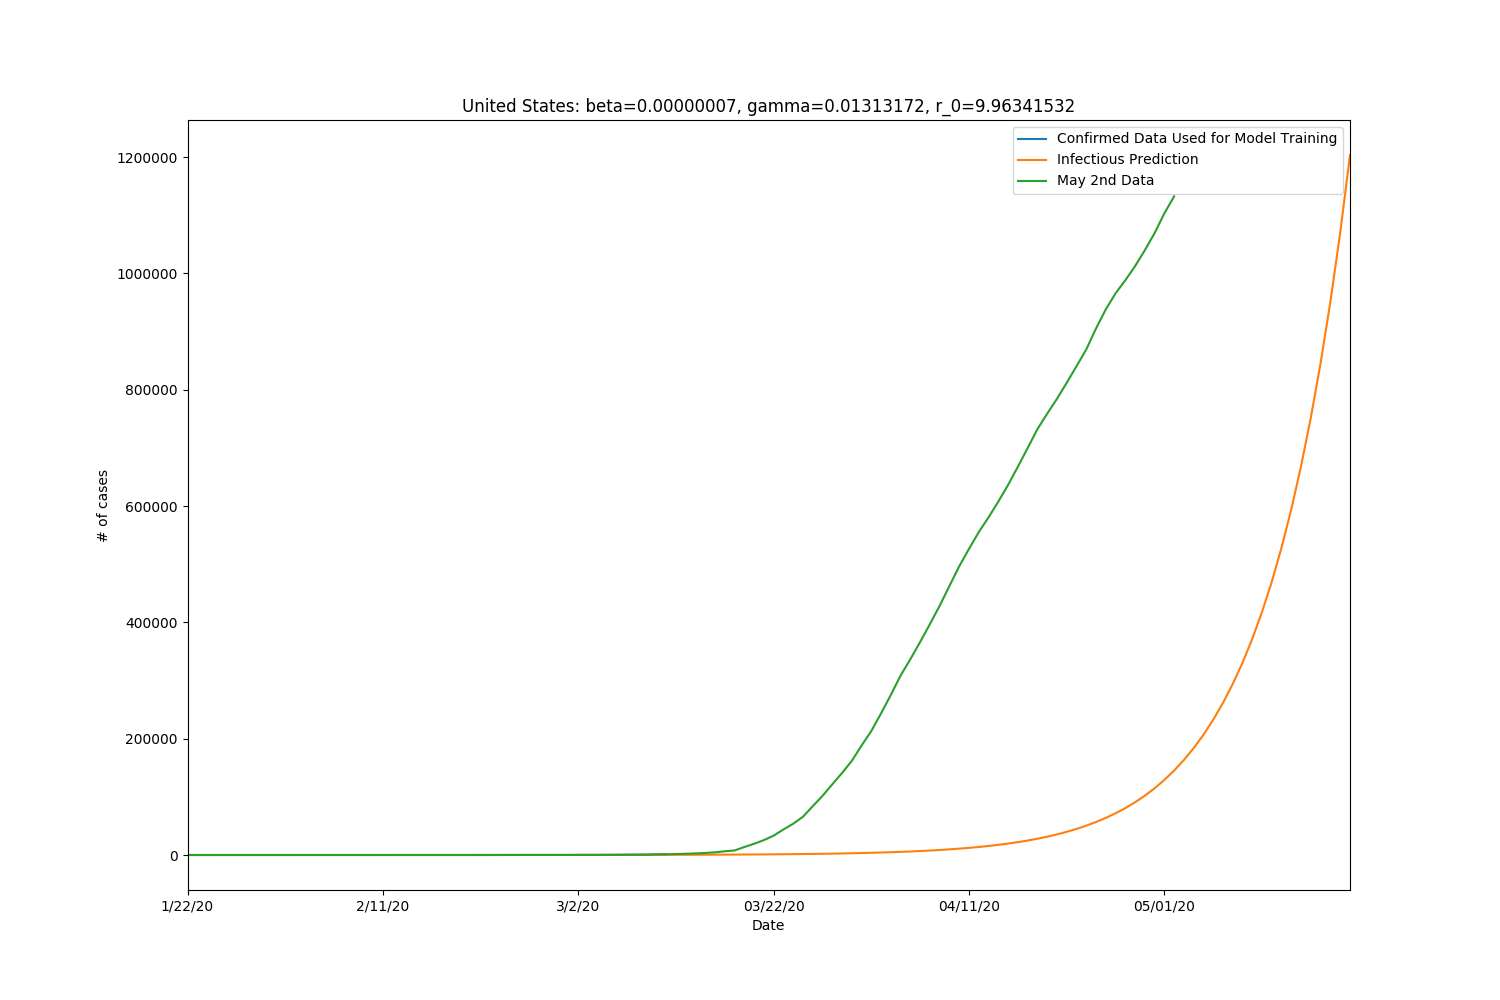 United States: beta=0.00000007, gamma=0.01313172, r_0=9.96341532
Confirmed Data Used for Model Training
Infectious Prediction
May 2nd Data
1200000
1000000
800000
600000
400000
200000
0
# of cases
1/22/20
2/11/20
3/2/20
03/22/20
04/11/20
05/01/20
Date